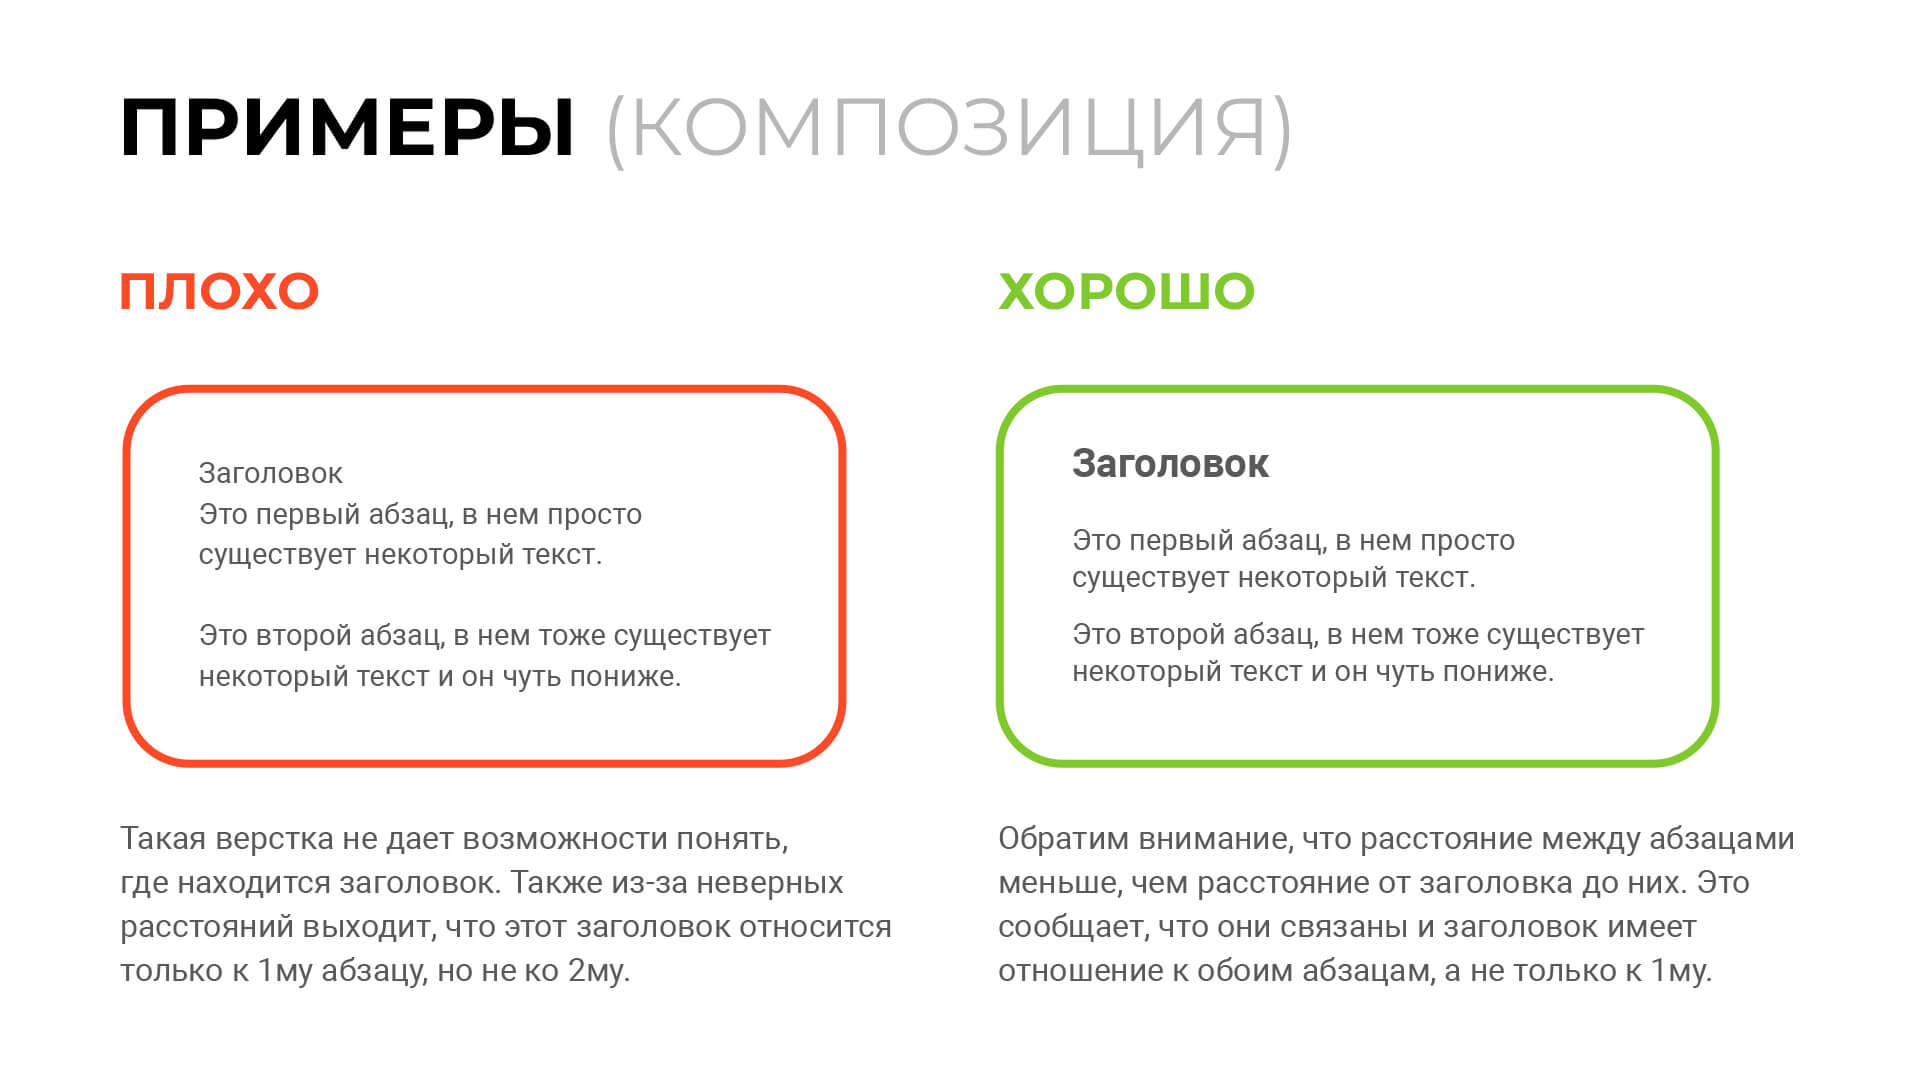 ПРИМЕРЫ (КОМПОЗИЦИЯ)
ПЛОХО
Заголовок
Это первый абзац, в нем просто
существует некоторый текст.
Это второй абзац, в нем тоже существует
некоторый текст и он чуть пониже.
Такая верстка не дает возможности понять,
где находится заголовок. Также из-за неверных
расстояний выходит, что этот заголовок относится
только к 1му абзацу, но не ко 2му.
ХОРОШО
Заголовок
Это первый абзац, в нем просто
существует некоторый текст.
Это второй абзац, в нем тоже существует
некоторый текст и он чуть пониже.
Обратим внимание, что расстояние между абзацами
меньше, чем расстояние от заголовка до них. Это
сообщает, что они связаны и заголовок имеет
отношение к обоим абзацам, а не только к 1му.